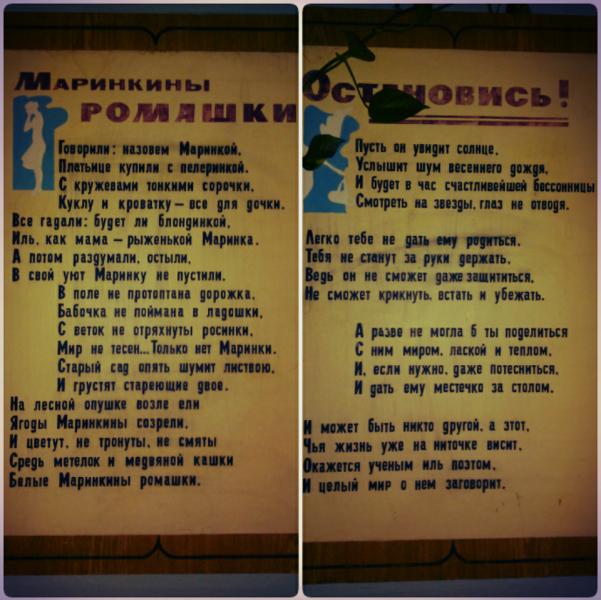 Маринкины
ромашки
Говорили: назовем Маринкой,
Платьице купили с пелеринкой,
С кружевами тонкими сорочки,
Куклу и кроватку — все для дочки.
Все гадали: будет ли блондинкой,
Иль, как мама — рыженькой Маринка.
А потом раздумали, остыли,
В свой уют Маринку не пустили.
В поле не протоптана дорожка,
Бабочка не поймана в ладошки,
С веток не отряхнуты росинки,
Мир не тесен...Только нет Маринки.
Старый сад опять шумит листвою,
И грустят стареющие двое.
На лесной опушке возле ели
Ягоды Маринкины созрели,
И цветут, не тронуты, не смяты
Средь метелок и медвяной кашки
Белые Маринкины ромашки.
Остановись!
Пусть он увидит солнце,
Услышит шум весеннего дождя,
И будет в час счастливейшей бессонницы
Смотреть на звезды, глаз не отводя.
Легко тебе не дать ему родиться.
Тебя не станут за руки держать,
Ведь он не сможет даже защититься,
Не сможет крикнуть, встать и убежать.
А разве не могла б ты поделиться
С ним миром, лаской и теплом,
И, если нужно, даже потесниться,
И дать ему местечко за столом.
И может быть никто другой, а этот,
Чья жизнь уже на ниточке висит,
Окажется ученым иль поэтом,
И целый мир о нем заговорит.